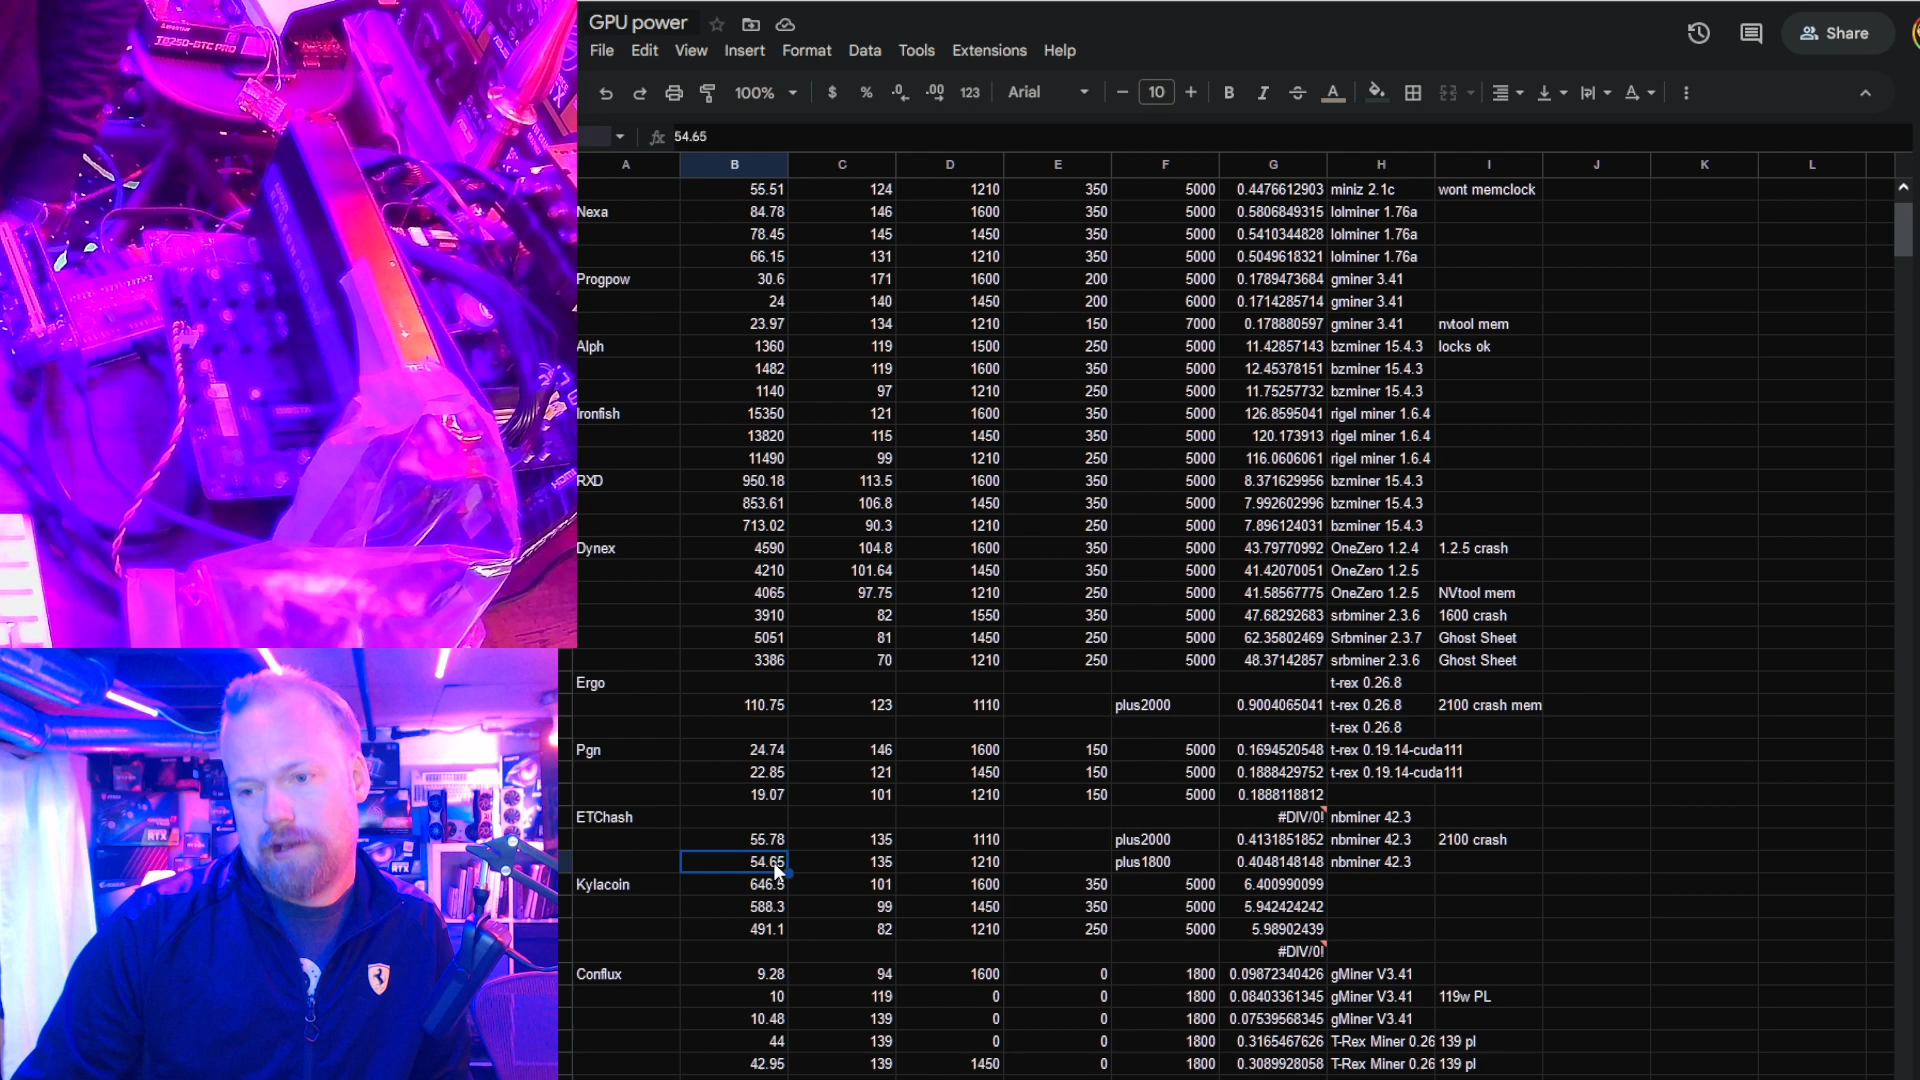 GPU power
File Edit View Insert Format Data Tools Extensions Help
Share
100% $ % .0 .00 123 Arial 10 B I S A
fx 54.65
A B C D E F G H I J K L
55.51 124 1210 350 5000 0.4476612903 miniz 2.1c wont memclock
Nexa 84.78 146 1600 350 5000 0.5806849315 lolminer 1.76a
78.45 145 1450 350 5000 0.5410344828 lolminer 1.76a
66.15 131 1210 350 5000 0.5049618321 lolminer 1.76a
Progpow 30.6 171 1600 200 5000 0.1789473684 gminer 3.41
24 140 1450 200 6000 0.1714285714 gminer 3.41
23.97 134 1210 150 7000 0.178880597 gminer 3.41 nvtool mem
Alph 1360 119 1500 250 5000 11.42857143 bzminer 15.4.3 locks ok
1482 119 1600 350 5000 12.45378151 bzminer 15.4.3
1140 97 1210 250 5000 11.75257732 bzminer 15.4.3
Ironfish 15350 121 1600 350 5000 126.8595041 rigel miner 1.6.4
13820 115 1450 350 5000 120.173913 rigel miner 1.6.4
11490 99 1210 250 5000 116.0606061 rigel miner 1.6.4
RXD 950.18 113.5 1600 350 5000 8.371629956 bzminer 15.4.3
853.61 106.8 1450 350 5000 7.992602996 bzminer 15.4.3
713.02 90.3 1210 250 5000 7.896124031 bzminer 15.4.3
Dynex 4590 104.8 1600 350 5000 43.79770992 OneZero 1.2.4 1.2.5 crash
4210 101.64 1450 350 5000 41.42070051 OneZero 1.2.5
4065 97.75 1210 250 5000 41.58567775 OneZero 1.2.5 NVtool mem
3910 82 1550 350 5000 47.68292683 srbminer 2.3.6 1600 crash
5051 81 1450 250 5000 62.35802469 Srbminer 2.3.7 Ghost Sheet
3386 70 1210 250 5000 48.37142857 srbminer 2.3.6 Ghost Sheet
Ergo t-rex 0.26.8
110.75 123 1110 plus2000 0.9004065041 t-rex 0.26.8 2100 crash mem
t-rex 0.26.8
Pgn 24.74 146 1600 150 5000 0.1694520548 t-rex 0.19.14-cuda111
22.85 121 1450 150 5000 0.1888429752 t-rex 0.19.14-cuda111
19.07 101 1210 150 5000 0.1888118812
ETChash #DIV/0! nbminer 42.3
55.78 135 1110 plus2000 0.4131851852 nbminer 42.3 2100 crash
54.65 135 1210 plus1800 0.4048148148 nbminer 42.3
Kylacoin 646.5 101 1600 350 5000 6.400990099
588.3 99 1450 350 5000 5.942424242
491.1 82 1210 250 5000 5.98902439
#DIV/0!
Conflux 9.28 94 1600 0 1800 0.09872340426 gMiner V3.41
10 119 0 0 1800 0.08403361345 gMiner V3.41 119w PL
10.48 139 0 0 1800 0.07539568345 gMiner V3.41
44 139 0 0 1800 0.3165467626 T-Rex Miner 0.26 139 pl
42.95 139 1450 0 1800 0.3089928058 T-Rex Miner 0.26 139 pl
TB250-BTC PRO
HDMI
RTX
RTX